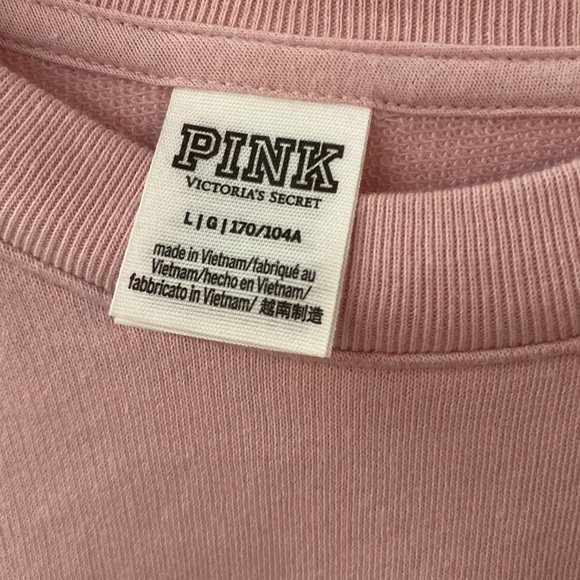 PINK
VICTORIA'S SECRET
L | G | 170/104A
made in Vietnam/fabriqué au
Vietnam/hecho en Vietnam/
fabbricato in Vietnam/ 越南制造